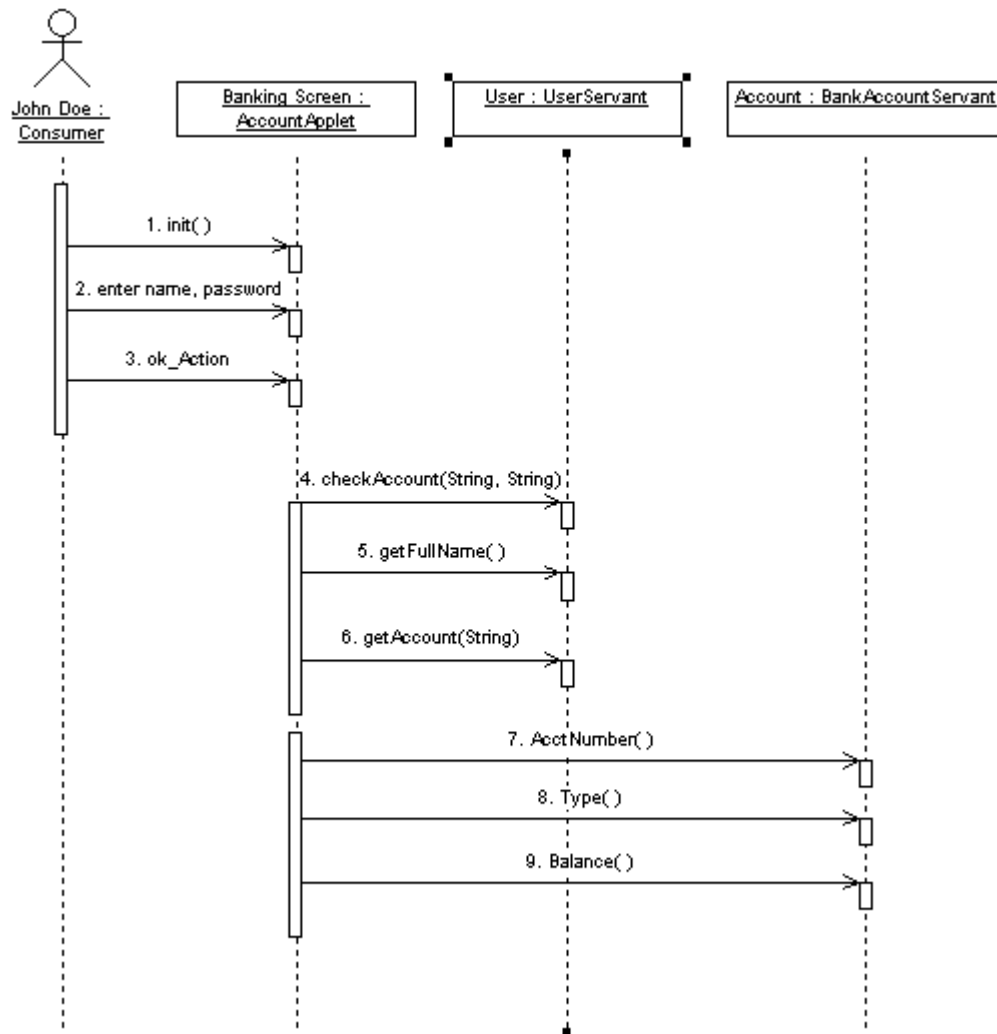 John Doe :
Consumer
Banking Screen :
AccountApplet
User : UserServant
Account : BankAccountServant
1. init( )
2. enter name, password
3. ok_Action
4. checkAccount(String, String)
5. getFullName( )
6. getAccount(String)
7. AcctNumber( )
8. Type( )
9. Balance( )